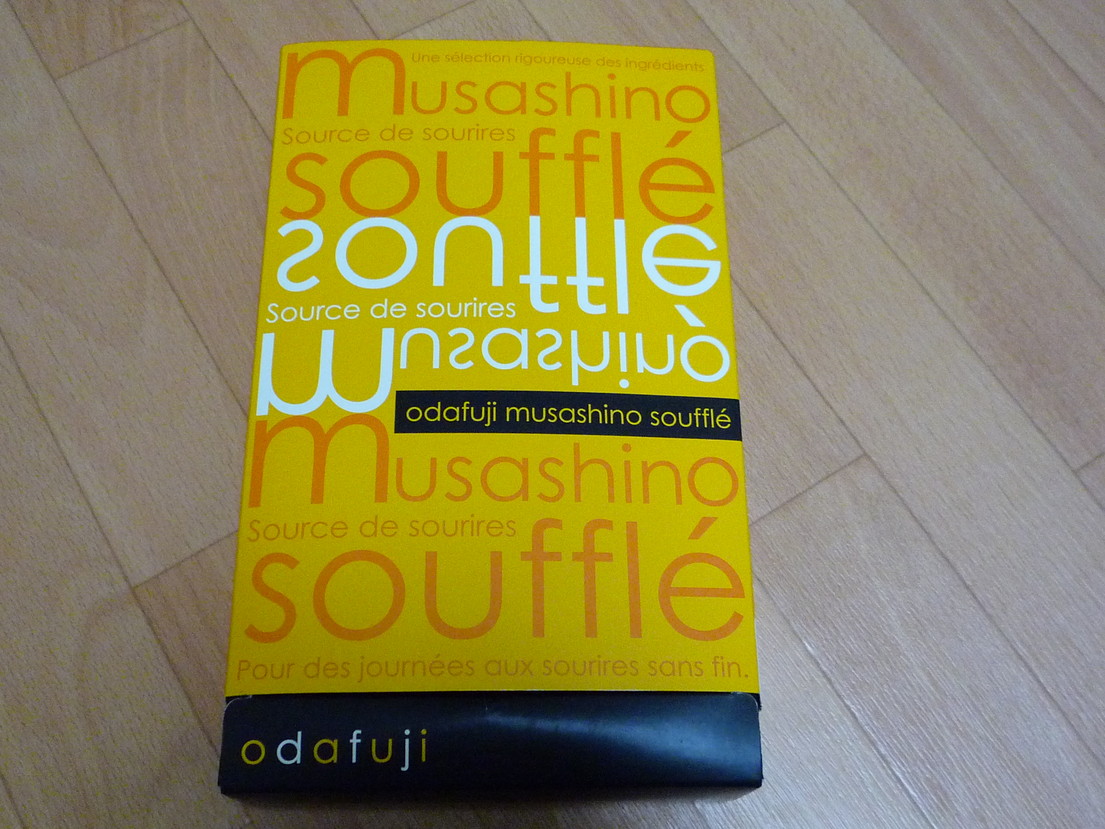 Une sélection rigoureuse des ingrédients.
musashino
Source de sourires
soufflé
soufflé
Source de sourires
musashino
odafuji musashino soufflé
musashino
Source de sourires
soufflé
Pour des journées aux sourires sans fin.
odafuji